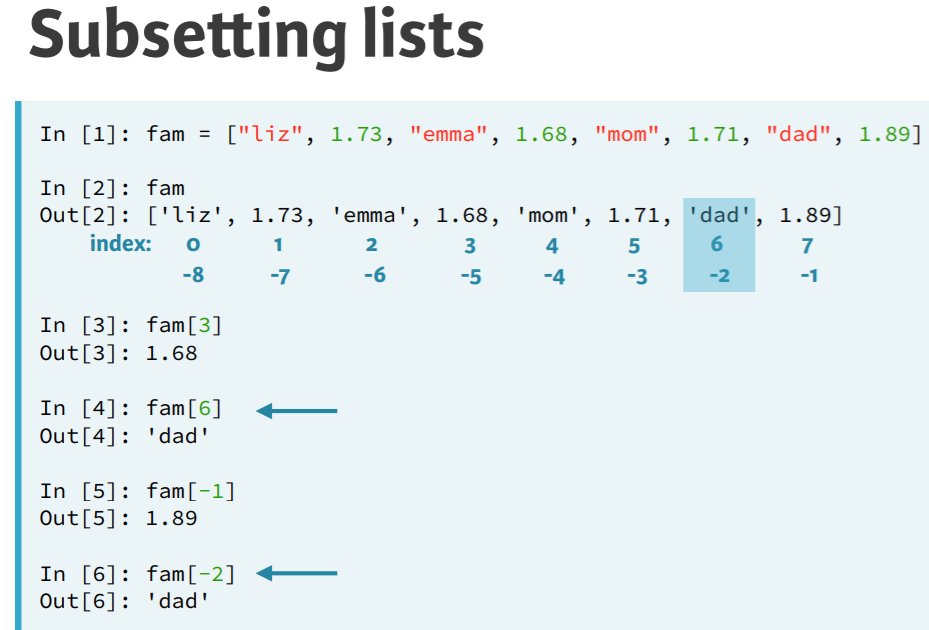 Subsetting lists
In [1]: fam = ["liz", 1.73, "emma", 1.68, "mom", 1.71, "dad", 1.89]
In [2]: fam
Out[2]: ['liz', 1.73, 'emma', 1.68, 'mom', 1.71, 'dad', 1.89]
index: 0 1 2 3 4 5 6 7
-8 -7 -6 -5 -4 -3 -2 -1
In [3]: fam[3]
Out[3]: 1.68
In [4]: fam[6]
Out[4]: 'dad'
In [5]: fam[-1]
Out[5]: 1.89
In [6]: fam[-2]
Out[6]: 'dad'